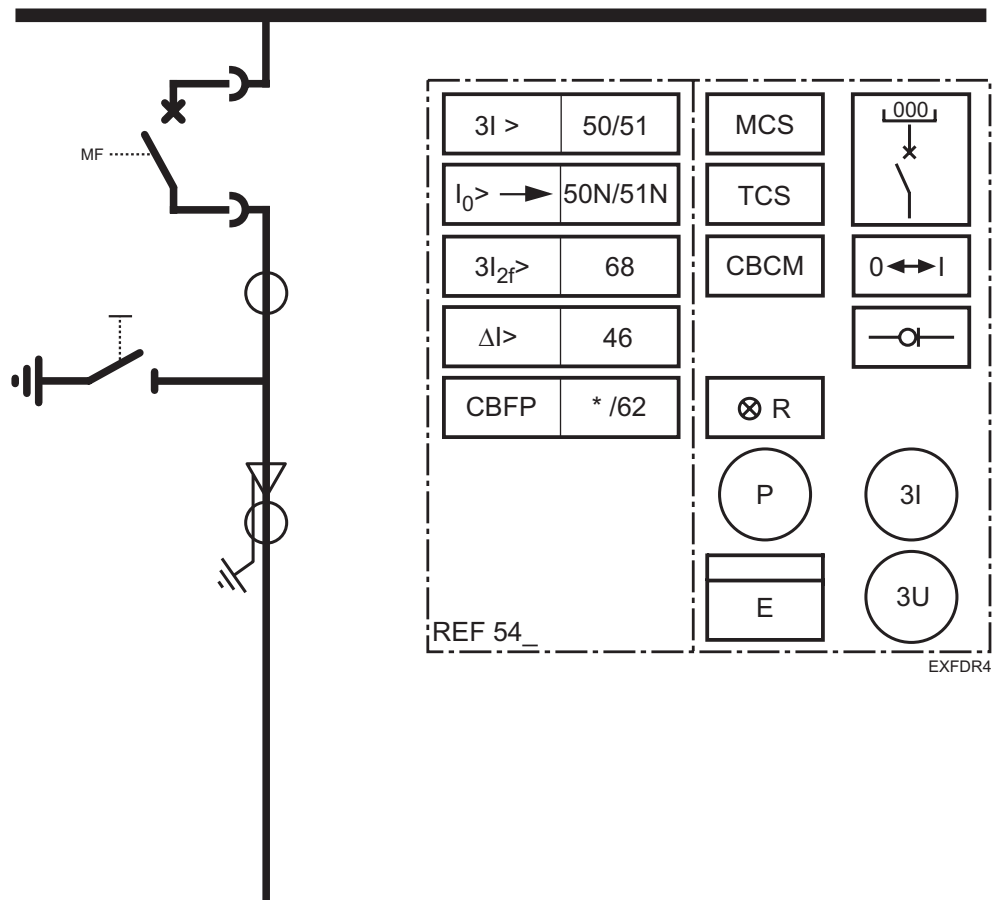 MF
3I > 50/51
I0> 50N/51N
3I2f> 68
ΔI> 46
CBFP * /62
REF 54_
MCS
000
TCS
CBCM
0 I
R
P
3I
E
3U
EXFDR4